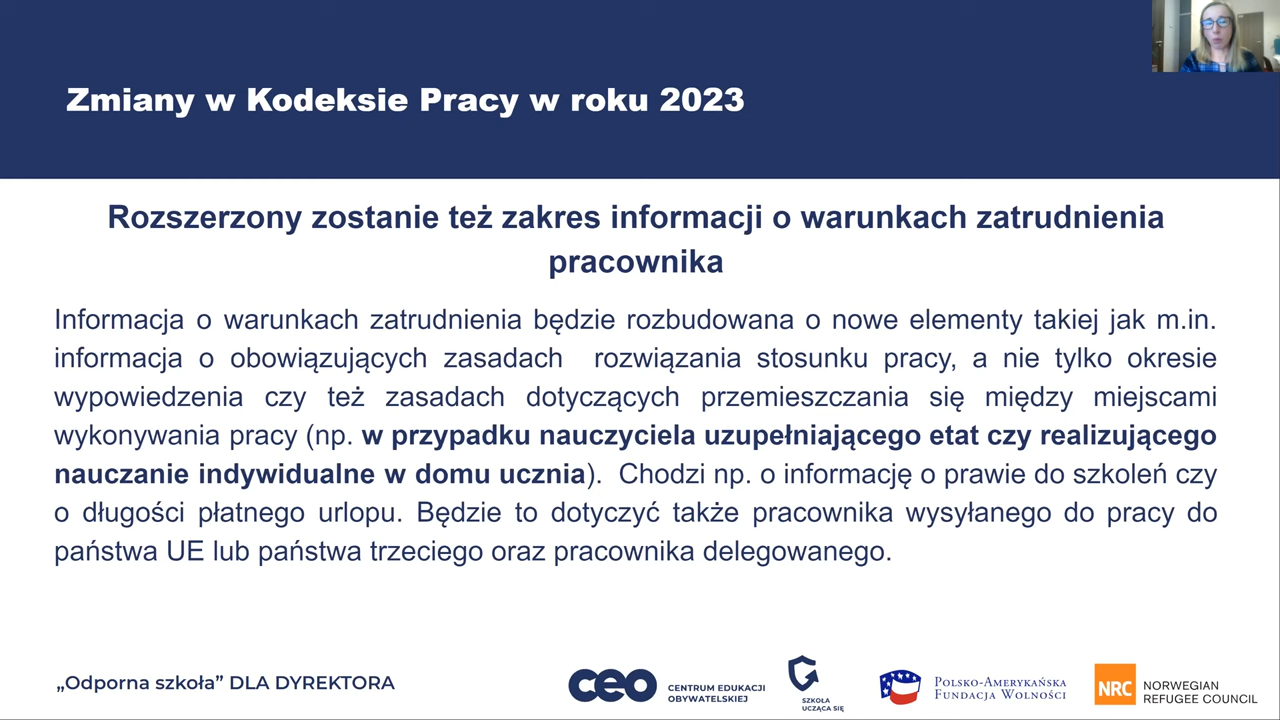 Zmiany w Kodeksie Pracy w roku 2023
Rozszerzony zostanie też zakres informacji o warunkach zatrudnienia
pracownika
Informacja o warunkach zatrudnienia będzie rozbudowana o nowe elementy takiej jak m.in.
informacja o obowiązujących zasadach rozwiązania stosunku pracy, a nie tylko okresie
wypowiedzenia czy też zasadach dotyczących przemieszczania się między miejscami
wykonywania pracy (np. w przypadku nauczyciela uzupełniającego etat czy realizującego
nauczanie indywidualne w domu ucznia). Chodzi np. o informację o prawie do szkoleń czy
o długości płatnego urlopu. Będzie to dotyczyć także pracownika wysyłanego do pracy do
państwa UE lub państwa trzeciego oraz pracownika delegowanego.
„Odporna szkoła” DLA DYREKTORA
ceo
CENTRUM EDUKACJI
OBYWATELSKIEJ
SZKOŁA
UCZĄCA SIĘ
POLSKO-AMERYKAŃSKA
FUNDACJA WOLNOŚCI
NRC
NORWEGIAN
REFUGEE COUNCIL